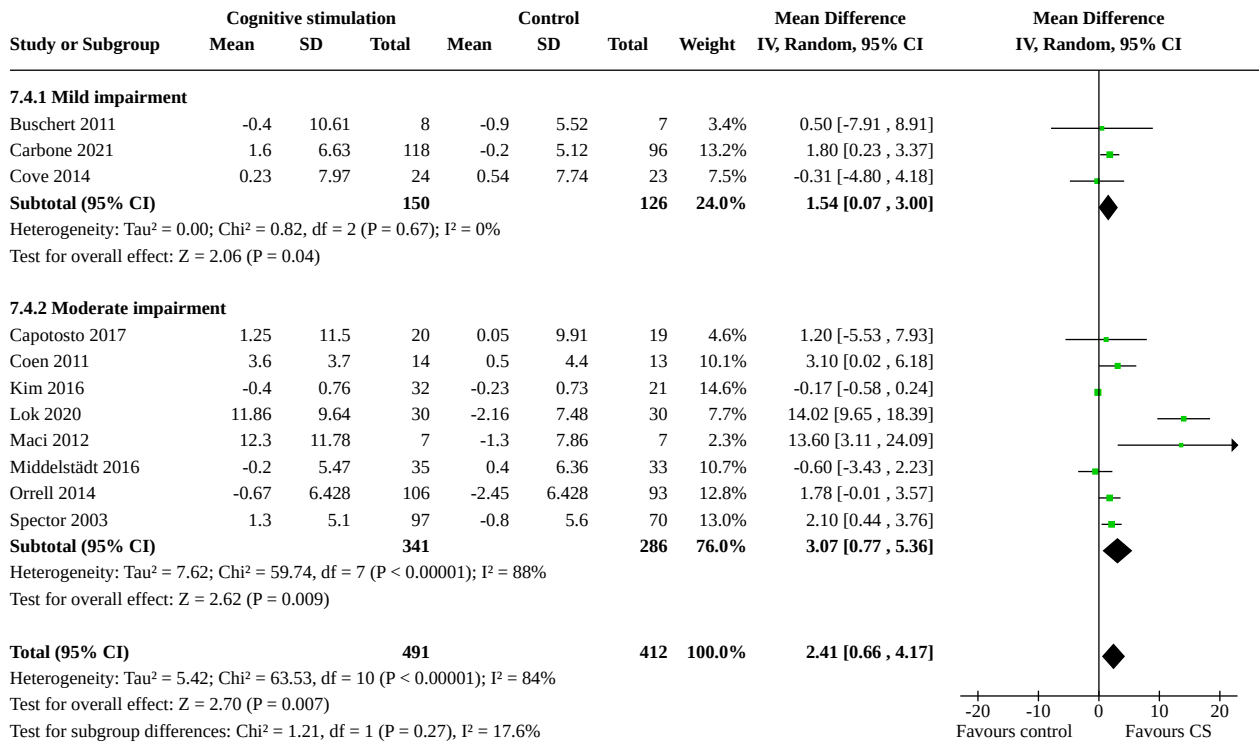 Cognitive stimulation Control Mean Difference Mean Difference
Study or Subgroup Mean SD Total Mean SD Total Weight IV, Random, 95% CI IV, Random, 95% CI
7.4.1 Mild impairment
Buschert 2011 -0.4 10.61 8 -0.9 5.52 7 3.4% 0.50 [-7.91 , 8.91]
Carbone 2021 1.6 6.63 118 -0.2 5.12 96 13.2% 1.80 [0.23 , 3.37]
Cove 2014 0.23 7.97 24 0.54 7.74 23 7.5% -0.31 [-4.80 , 4.18]
Subtotal (95% CI) 150 126 24.0% 1.54 [0.07 , 3.00]
Heterogeneity: Tau² = 0.00; Chi² = 0.82, df = 2 (P = 0.67); I² = 0%
Test for overall effect: Z = 2.06 (P = 0.04)
7.4.2 Moderate impairment
Capotosto 2017 1.25 11.5 20 0.05 9.91 19 4.6% 1.20 [-5.53 , 7.93]
Coen 2011 3.6 3.7 14 0.5 4.4 13 10.1% 3.10 [0.02 , 6.18]
Kim 2016 -0.4 0.76 32 -0.23 0.73 21 14.6% -0.17 [-0.58 , 0.24]
Lok 2020 11.86 9.64 30 -2.16 7.48 30 7.7% 14.02 [9.65 , 18.39]
Maci 2012 12.3 11.78 7 -1.3 7.86 7 2.3% 13.60 [3.11 , 24.09]
Middelstädt 2016 -0.2 5.47 35 0.4 6.36 33 10.7% -0.60 [-3.43 , 2.23]
Orrell 2014 -0.67 6.428 106 -2.45 6.428 93 12.8% 1.78 [-0.01 , 3.57]
Spector 2003 1.3 5.1 97 -0.8 5.6 70 13.0% 2.10 [0.44 , 3.76]
Subtotal (95% CI) 341 286 76.0% 3.07 [0.77 , 5.36]
Heterogeneity: Tau² = 7.62; Chi² = 59.74, df = 7 (P < 0.00001); I² = 88%
Test for overall effect: Z = 2.62 (P = 0.009)
Total (95% CI) 491 412 100.0% 2.41 [0.66 , 4.17]
Heterogeneity: Tau² = 5.42; Chi² = 63.53, df = 10 (P < 0.00001); I² = 84%
Test for overall effect: Z = 2.70 (P = 0.007)
Test for subgroup differences: Chi² = 1.21, df = 1 (P = 0.27), I² = 17.6%
-20 -10 0 10 20
Favours control Favours CS